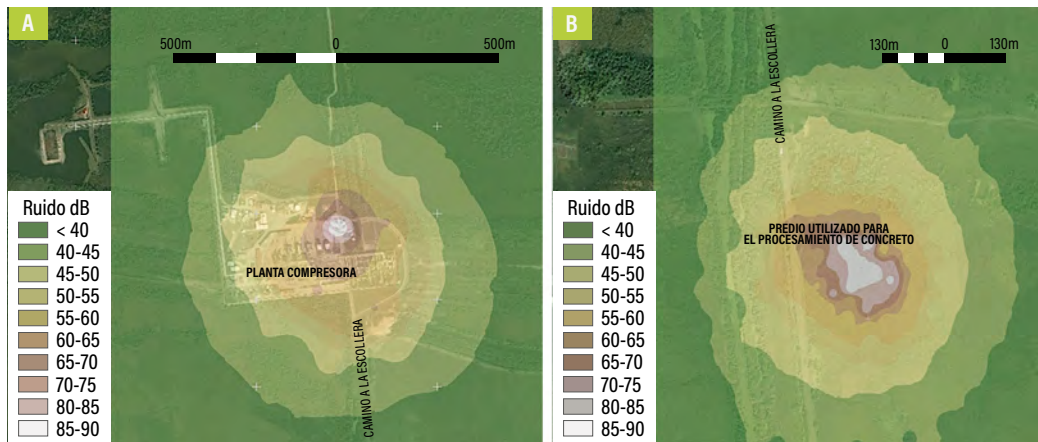 A
500m 0 500m
Ruido dB
< 40
40-45
45-50
50-55
55-60
60-65
65-70
70-75
80-85
85-90
PLANTA COMPRESORA
CAMINO A LA ESCOLLERA
B
130m 0 130m
CAMINO A LA ESCOLLERA
Ruido dB
< 40
40-45
45-50
50-55
55-60
60-65
65-70
70-75
80-85
85-90
PREDIO UTILIZADO PARA
EL PROCESAMIENTO DE CONCRETO